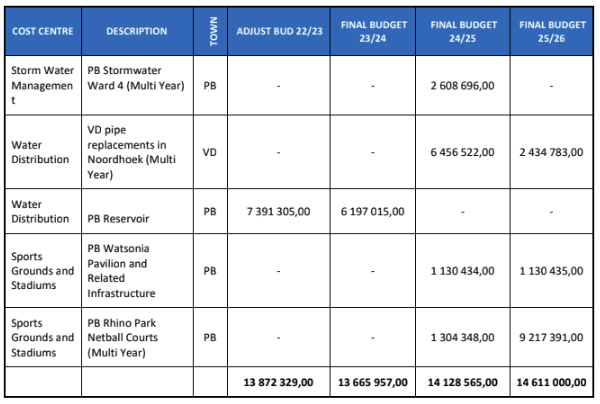 COST CENTRE DESCRIPTION TOWN ADJUST BUD 22/23 FINAL BUDGET 23/24 FINAL BUDGET 24/25 FINAL BUDGET 25/26
Storm Water
Managemen
t
PB Stormwater
Ward 4 (Multi Year)
PB - - 2 608 696,00 -
Water
Distribution
VD pipe
replacements in
Noordhoek (Multi
Year)
VD - - 6 456 522,00 2 434 783,00
Water
Distribution
PB Reservoir
PB 7 391 305,00 6 197 015,00 - -
Sports
Grounds and
Stadiums
PB Watsonia
Pavilion and
Related
Infrastructure
PB - - 1 130 434,00 1 130 435,00
Sports
Grounds and
Stadiums
PB Rhino Park
Netball Courts
(Multi Year)
PB - - 1 304 348,00 9 217 391,00
13 872 329,00 13 665 957,00 14 128 565,00 14 611 000,00